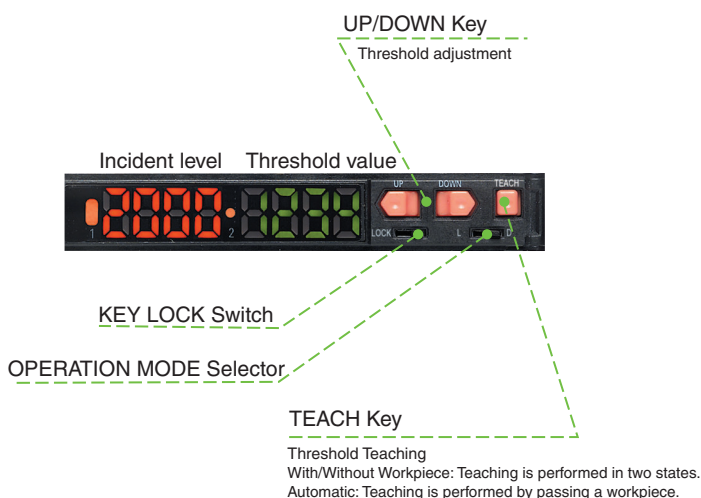 UP/DOWN Key
Threshold adjustment
Incident level Threshold value
UP DOWN TEACH
2000 1234
1 2 LOCK L D
KEY LOCK Switch
OPERATION MODE Selector
TEACH Key
Threshold Teaching
With/Without Workpiece: Teaching is performed in two states.
Automatic: Teaching is performed by passing a workpiece.